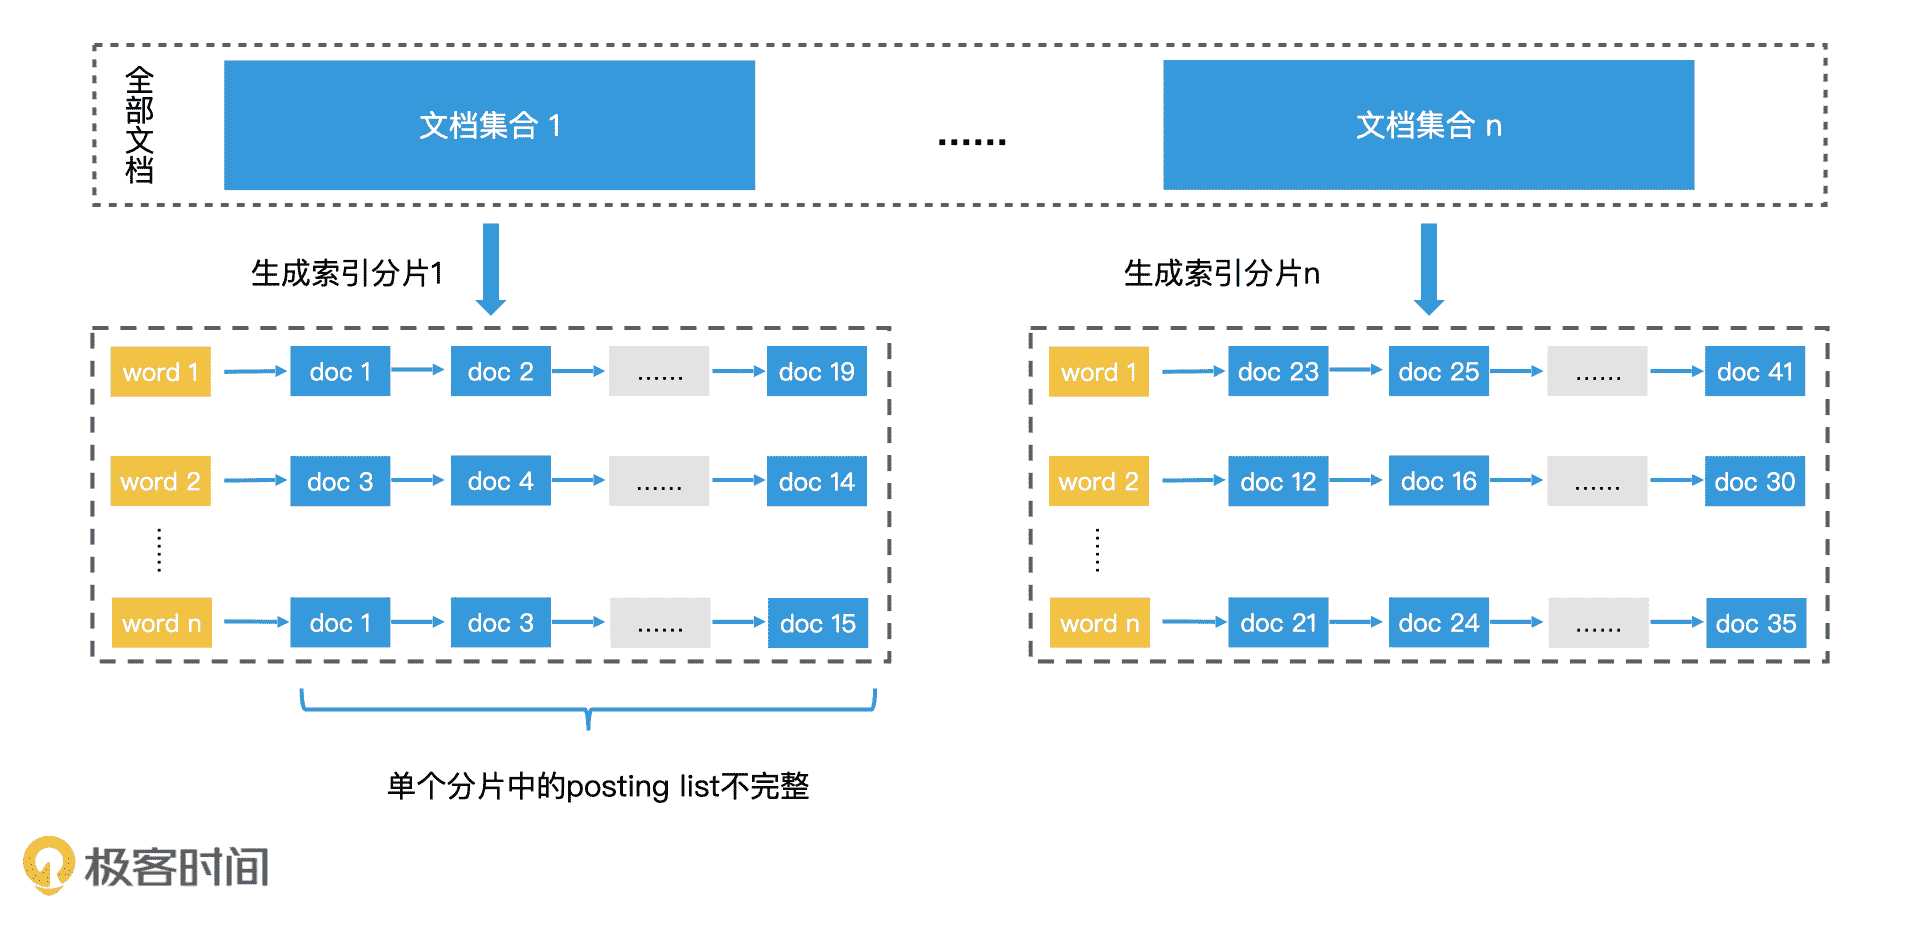 全部文档
文档集合 1
......
文档集合 n
生成索引分片1
生成索引分片n
word 1 doc 1 doc 2 ...... doc 19
word 2 doc 3 doc 4 ...... doc 14
......
word n doc 1 doc 3 ...... doc 15
word 1 doc 23 doc 25 ...... doc 41
word 2 doc 12 doc 16 ...... doc 30
......
word n doc 21 doc 24 ...... doc 35
单个分片中的posting list不完整
极客时间